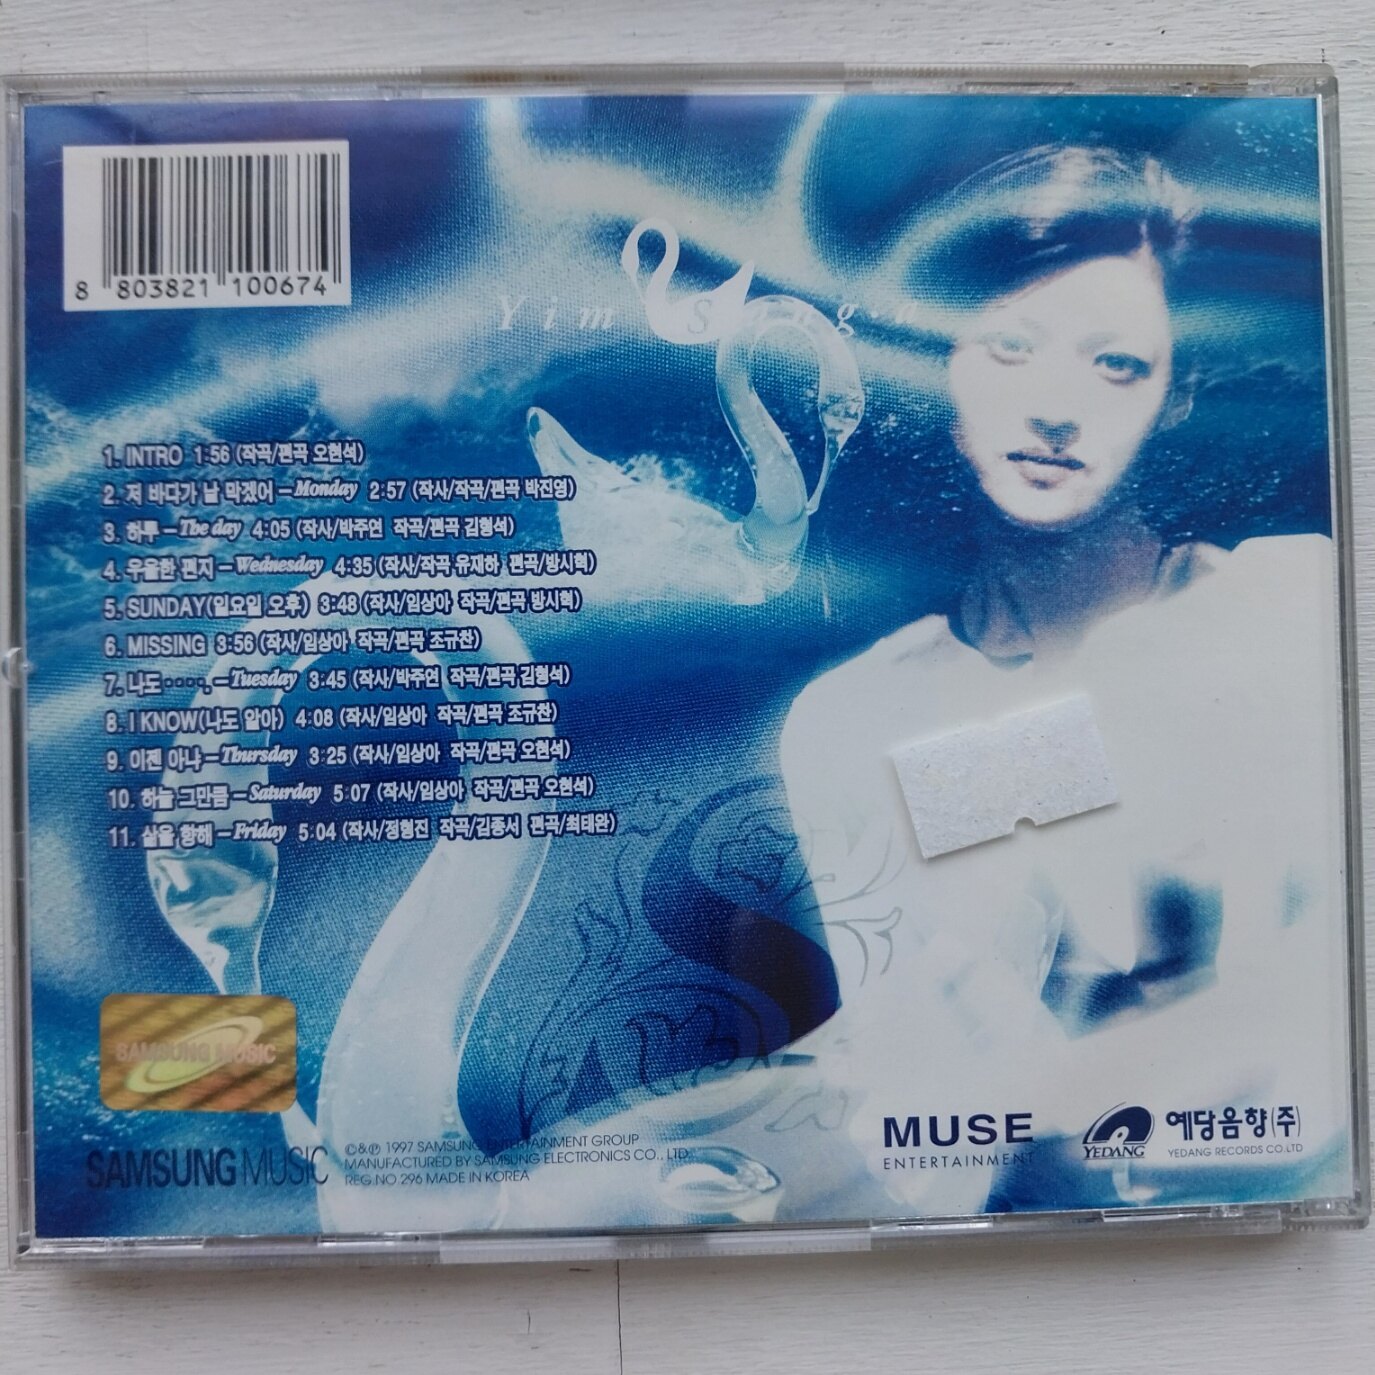 8 803821 100674
Yim Sang·a
1. INTRO 1:56 (작곡/편곡 오현석)
2. 저 바다가 날 막겠어 – Monday 2:57 (작사/작곡/편곡 박진영)
3. 하루 – The day 4:05 (작사/박주연 작곡/편곡 김형석)
4. 우울한 편지 – Wednesday 4:35 (작사/작곡 유재하 편곡/방시혁)
5. SUNDAY(일요일 오후) 3:48 (작사/임상아 작곡/편곡 방시혁)
6. MISSING 3:56 (작사/임상아 작곡/편곡 조규찬)
7. 나도·····. – Tuesday 3:45 (작사/박주연 작곡/편곡 김형석)
8. I KNOW(나도 알아) 4:08 (작사/임상아 작곡/편곡 조규찬)
9. 이젠 아냐 – Thursday 3:25 (작사/임상아 작곡/편곡 오현석)
10. 하늘 그만큼 – Saturday 5:07 (작사/임상아 작곡/편곡 오현석)
11. 삶을 향해 – Friday 5:04 (작사/정형진 작곡/김종서 편곡/최태완)
SAMSUNG MUSIC
SAMSUNG MUSIC
©&℗ 1997 SAMSUNG ENTERTAINMENT GROUP
MANUFACTURED BY SAMSUNG ELECTRONICS CO., LTD.
REG.NO 296 MADE IN KOREA
MUSE
ENTERTAINMENT
YEDANG
예당음향(주)
YEDANG RECORDS CO.LTD